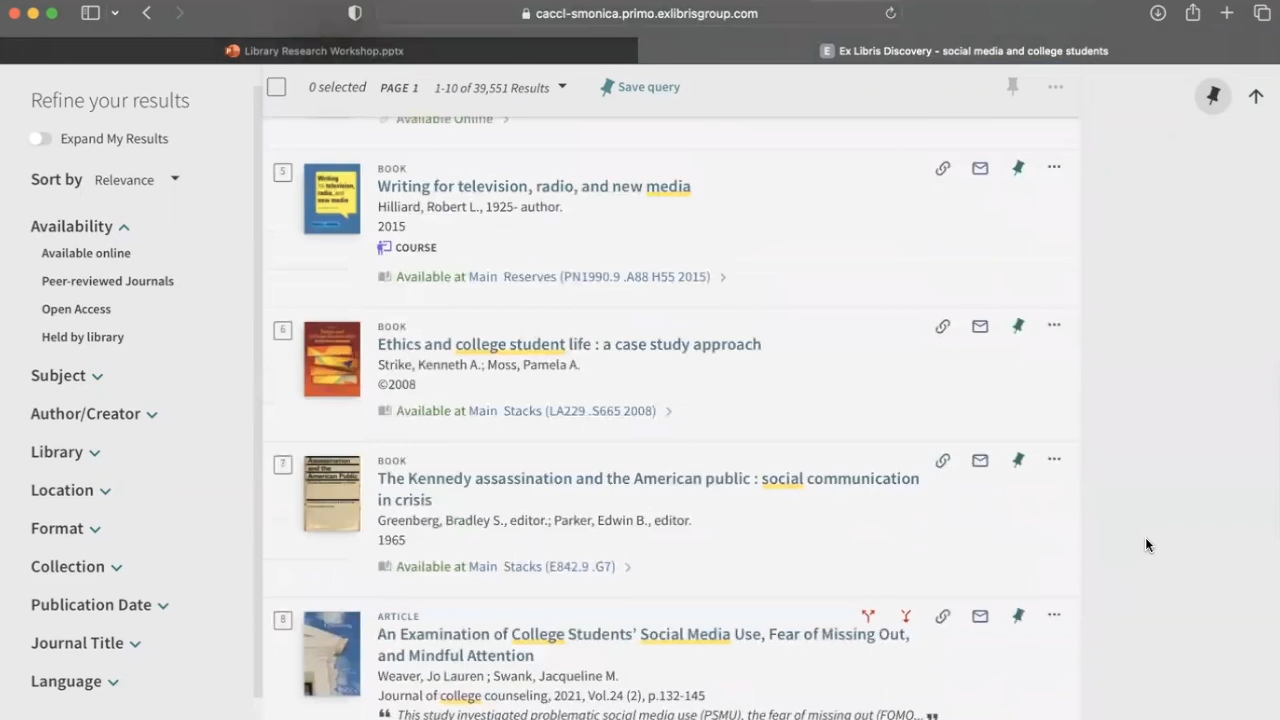 caccl-smonica.primo.exlibrisgroup.com
Library Research Workshop.pptx
Ex Libris Discovery - social media and college students
Refine your results
Expand My Results
Sort by Relevance
Availability
Available online
Peer-reviewed Journals
Open Access
Held by library
Subject
Author/Creator
Library
Location
Format
Collection
Publication Date
Journal Title
Language
0 selected PAGE 1 1-10 of 39,551 Results Save query
Available Online
5
BOOK
Writing for television, radio, and new media
Hilliard, Robert L., 1925- author.
2015
COURSE
Available at Main Reserves (PN1990.9 .A88 H55 2015)
6
BOOK
Ethics and college student life : a case study approach
Strike, Kenneth A.; Moss, Pamela A.
©2008
Available at Main Stacks (LA229 .S665 2008)
7
BOOK
The Kennedy assassination and the American public : social communication
in crisis
Greenberg, Bradley S., editor.; Parker, Edwin B., editor.
1965
Available at Main Stacks (E842.9 .G7)
8
ARTICLE
An Examination of College Students' Social Media Use, Fear of Missing Out,
and Mindful Attention
Weaver, Jo Lauren ; Swank, Jacqueline M.
Journal of college counseling, 2021, Vol.24 (2), p.132-145
❝ This study investigated problematic social media use (PSMU), the fear of missing out (FOMO... ❞